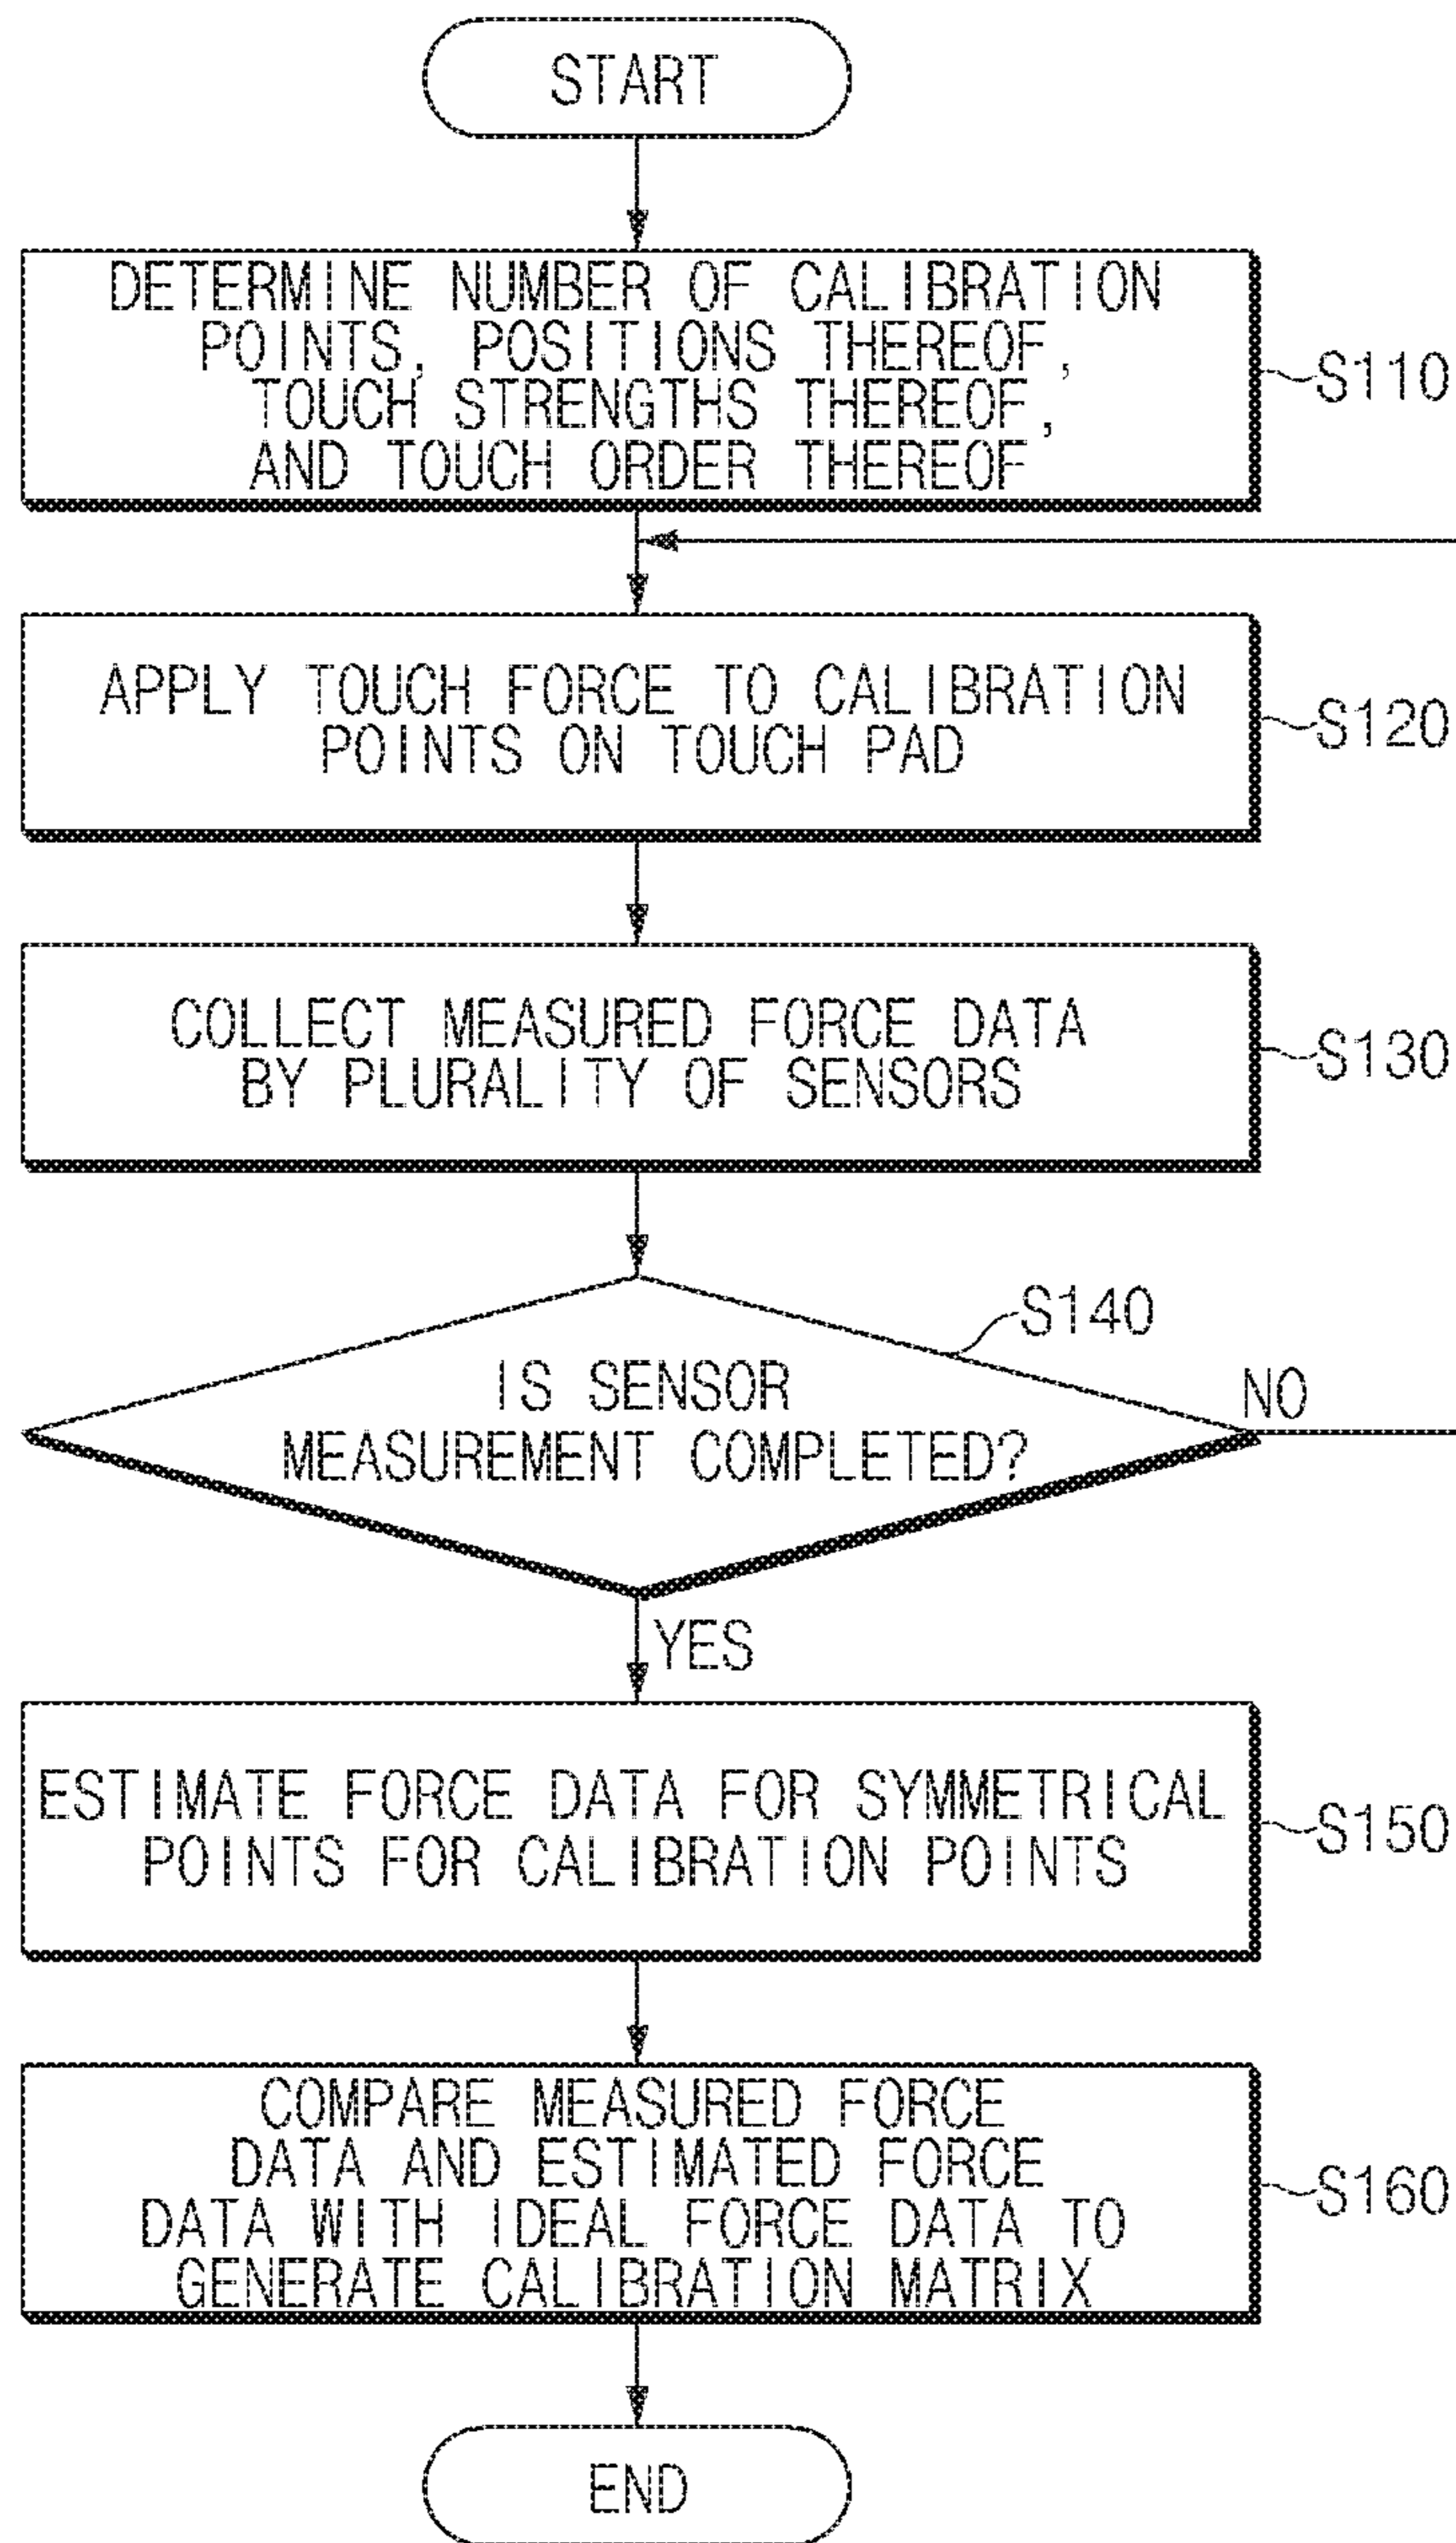 START
DETERMINE NUMBER OF CALIBRATION
POINTS, POSITIONS THEREOF,
TOUCH STRENGTHS THEREOF,
AND TOUCH ORDER THEREOF
S110
APPLY TOUCH FORCE TO CALIBRATION
POINTS ON TOUCH PAD
S120
COLLECT MEASURED FORCE DATA
BY PLURALITY OF SENSORS
S130
S140
IS SENSOR
MEASUREMENT COMPLETED?
NO
YES
ESTIMATE FORCE DATA FOR SYMMETRICAL
POINTS FOR CALIBRATION POINTS
S150
COMPARE MEASURED FORCE
DATA AND ESTIMATED FORCE
DATA WITH IDEAL FORCE DATA TO
GENERATE CALIBRATION MATRIX
S160
END